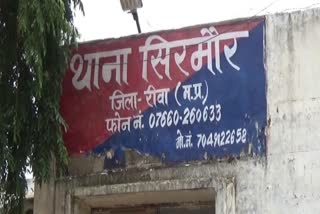 थाना सिरमौर
जिला-रीवा (म.प्र.)
फोन नं. 07660-260633
मो.नं. 7049122658